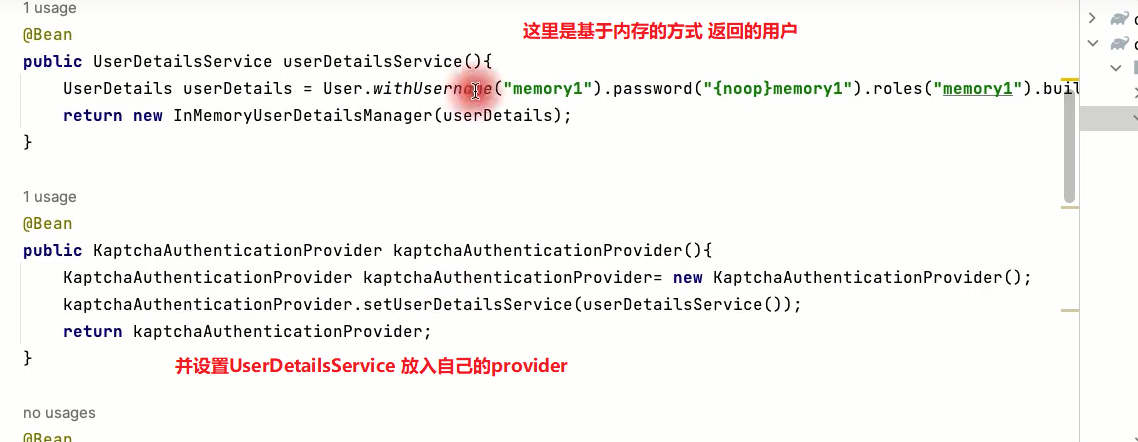 1 usage
@Bean
这里是基于内存的方式 返回的用户
public UserDetailsService userDetailsService(){
UserDetails userDetails = User.withUsername("memory1").password("{noop}memory1").roles("memory1").buil
return new InMemoryUserDetailsManager(userDetails);
}
1 usage
@Bean
public KaptchaAuthenticationProvider kaptchaAuthenticationProvider(){
KaptchaAuthenticationProvider kaptchaAuthenticationProvider= new KaptchaAuthenticationProvider();
kaptchaAuthenticationProvider.setUserDetailsService(userDetailsService());
return kaptchaAuthenticationProvider;
}
并设置UserDetailsService 放入自己的provider
no usages
@Bean